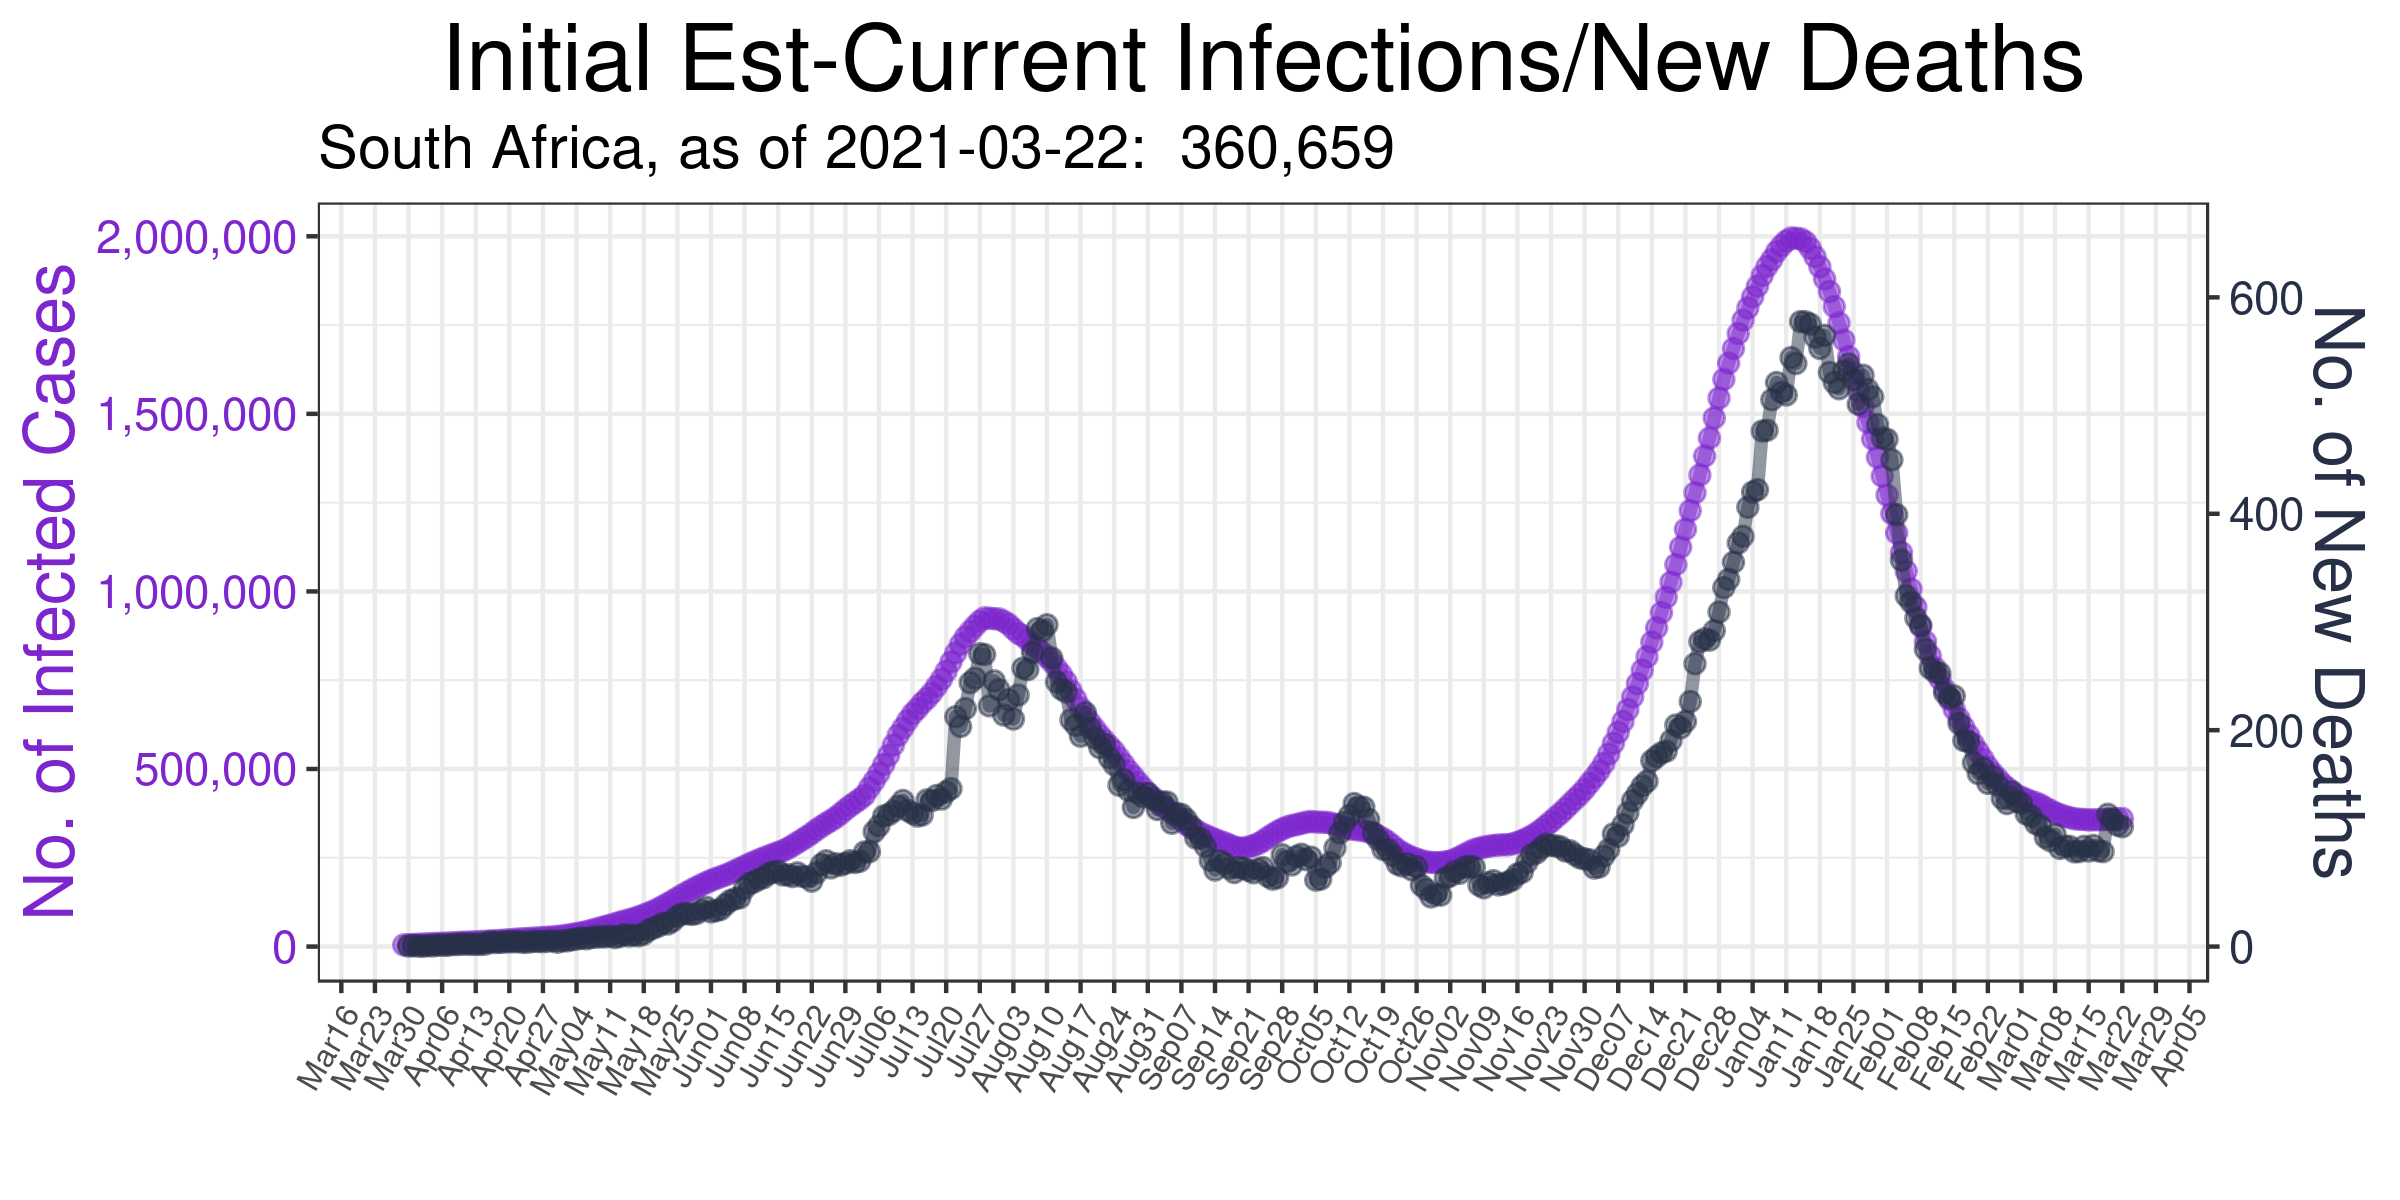 Initial Est-Current Infections/New Deaths
South Africa, as of 2021-03-22:  360,659
No. of Infected Cases
2,000,000
1,500,000
1,000,000
500,000
0
600
400
200
0
No. of New Deaths
Mar16
Mar23
Mar30
Apr06
Apr13
Apr20
Apr27
May04
May11
May18
May25
Jun01
Jun08
Jun15
Jun22
Jun29
Jul06
Jul13
Jul20
Jul27
Aug03
Aug10
Aug17
Aug24
Aug31
Sep07
Sep14
Sep21
Sep28
Oct05
Oct12
Oct19
Oct26
Nov02
Nov09
Nov16
Nov23
Nov30
Dec07
Dec14
Dec21
Dec28
Jan04
Jan11
Jan18
Jan25
Feb01
Feb08
Feb15
Feb22
Mar01
Mar08
Mar15
Mar22
Mar29
Apr05